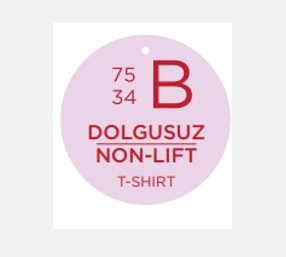 75
34 B
DOLGUSUZ
NON-LIFT
T-SHIRT